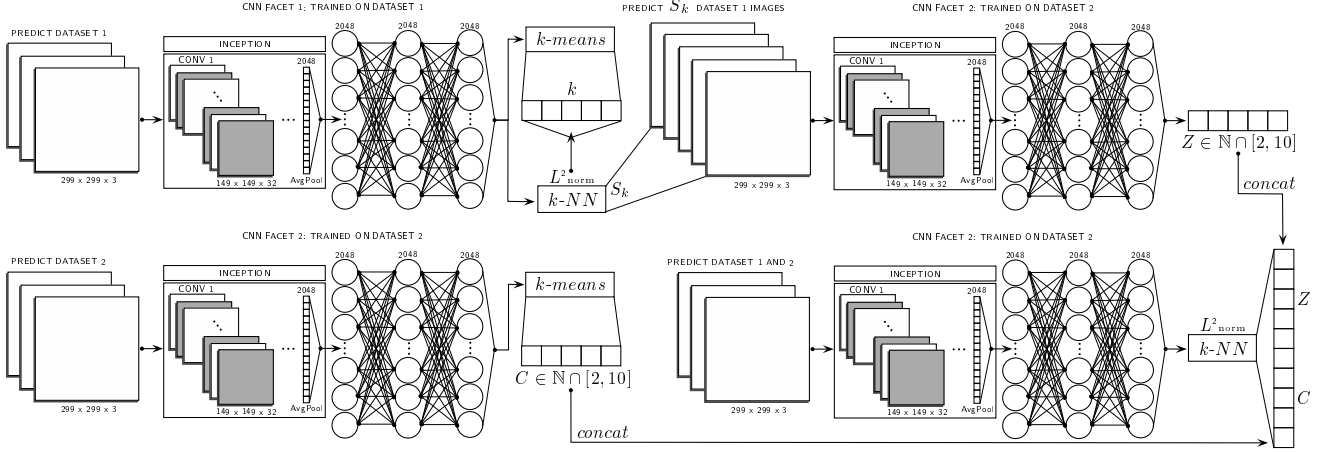 CNN FACET 1: TRAINED ON DATASET 1
PREDICT DATASET 1
299 x 299 x 3
INCEPTION
CONV 1
2048
149 x 149 x 32
AvgPool
2048
2048
2048
k-means
k
L² norm
k-NN
S_k
PREDICT S_k DATASET 1 IMAGES
299 x 299 x 3
CNN FACET 2: TRAINED ON DATASET 2
INCEPTION
CONV 1
2048
149 x 149 x 32
AvgPool
2048
2048
2048
Z ∈ ℕ ∩ [2, 10]
concat
CNN FACET 2: TRAINED ON DATASET 2
PREDICT DATASET 2
299 x 299 x 3
INCEPTION
CONV 1
2048
149 x 149 x 32
AvgPool
2048
2048
2048
k-means
C ∈ ℕ ∩ [2, 10]
concat
CNN FACET 2: TRAINED ON DATASET 2
PREDICT DATASET 1 AND 2
299 x 299 x 3
INCEPTION
CONV 1
2048
149 x 149 x 32
AvgPool
2048
2048
2048
L² norm
k-NN
Z
C